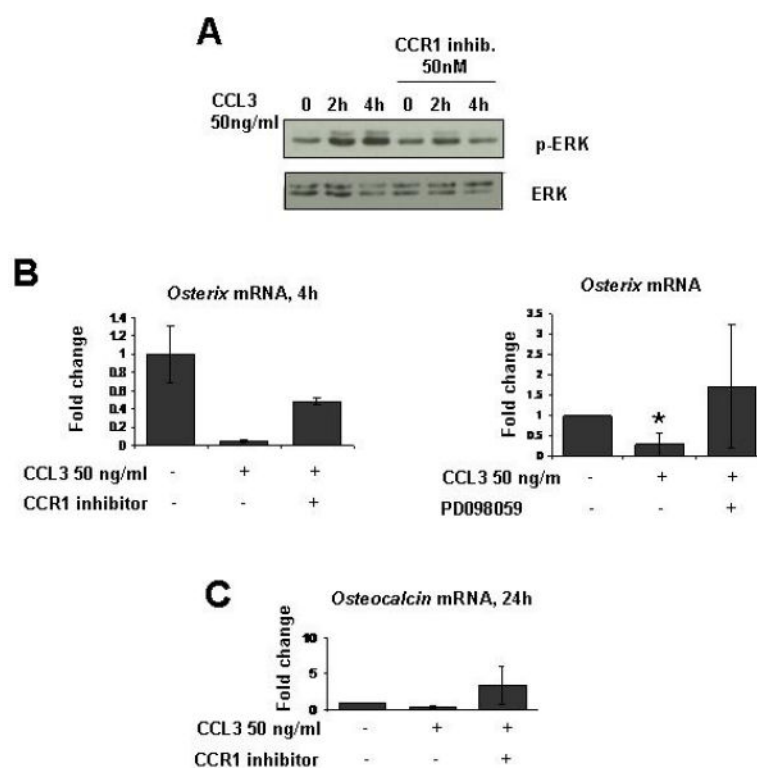 A
CCR1 inhib.
50nM
CCL3
50ng/ml
0 2h 4h 0 2h 4h
p-ERK
ERK
B
Osterix mRNA, 4h
Fold change
1.4
1.2
1
0.8
0.6
0.4
0.2
0
CCL3 50 ng/ml - + +
CCR1 inhibitor - - +
Osterix mRNA
Fold change
3.5
3
2.5
2
1.5
1
0.5
0
*
CCL3 50 ng/m - + +
PD098059 - - +
C
Osteocalcin mRNA, 24h
Fold change
10
5
0
CCL3 50 ng/ml - + +
CCR1 inhibitor - - +